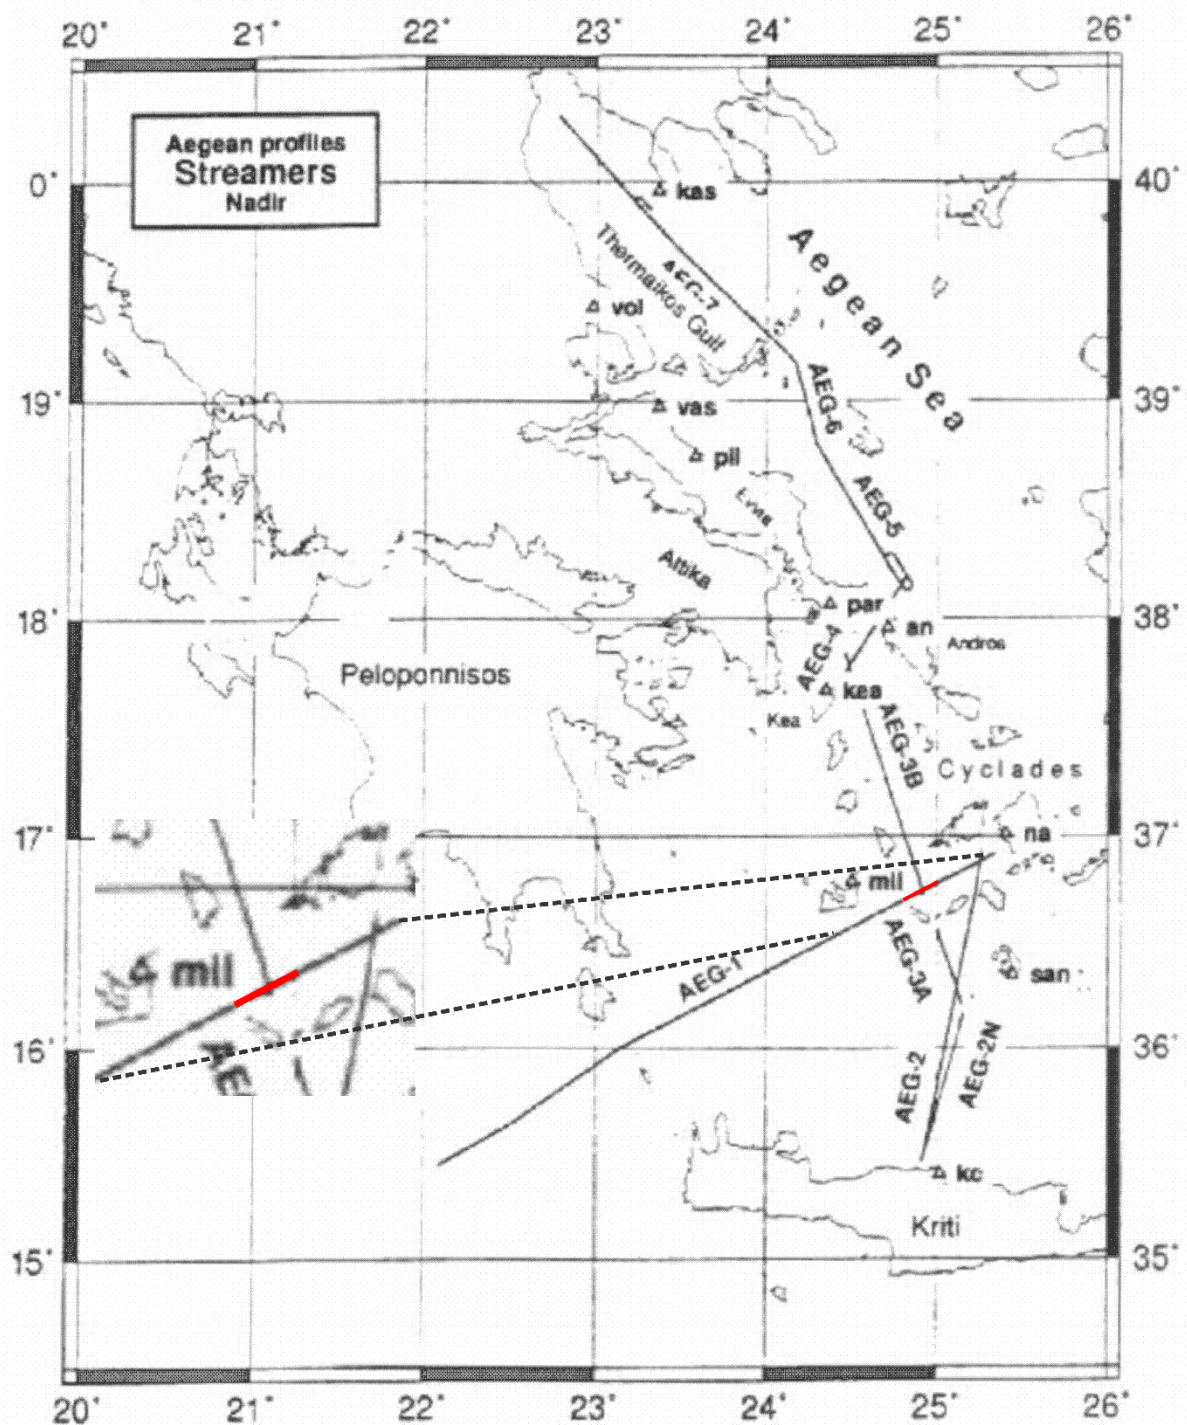 20° 21° 22° 23° 24° 25° 26°
Aegean profiles
Streamers
Nadir
0° 40°
kas
Aegean Sea
Thermaikos Gulf
AEG-7
vol
AEG-6
19° 39°
vas
pil
AEG-5
Evvia
Attika
par
18° 38°
an
Andros
AEG-4
Peloponnisos
kea
Kea
AEG-3B
Cyclades
17° 37°
na
mil
mil
AEG-3A
AEG-1
san
AE
16° 36°
AEG-2
AEG-2N
kc
Kriti
15° 35°
20° 21° 22° 23° 24° 25° 26°